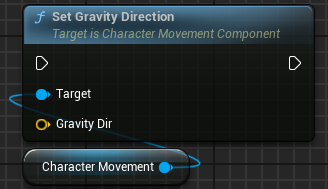 Set Gravity Direction
Target is Character Movement Component
Target
Gravity Dir
Character Movement